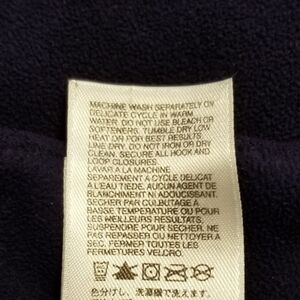 MACHINE WASH SEPARATELY ON
DELICATE CYCLE IN WARM
WATER. DO NOT USE BLEACH OR
SOFTENERS. TUMBLE DRY LOW
HEAT OR FOR BEST RESULTS
LINE DRY. DO NOT IRON OR DRY
CLEAN. SECURE ALL HOOK AND
LOOP CLOSURES.
LAVAR A LA MACHINE
SEPAREMENT A CYCLE DELICAT
A L'EAU TIEDE. AUCUN AGENT DE
BLANCHIMENT NI ADOUCISSANT.
SECHER PAR CULBUTAGE A
BASSE TEMPERATURE OU POUR
LES MEILLEURS RESULTATS,
SUSPENDRE POUR SECHER. NE
PAS REPASSER OU NETTOYER A
SEC. FERMER TOUTES LES
FERMETURES VELCRO.
色分けし、洗濯機で洗えます。